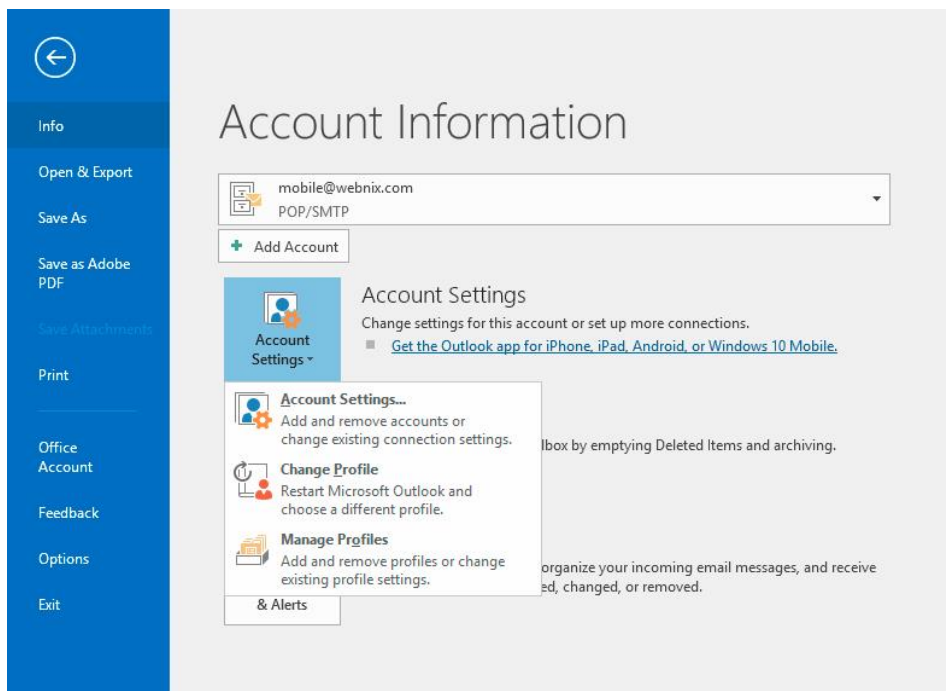 Info
Open & Export
Save As
Save as Adobe
PDF
Save Attachments
Print
Office
Account
Feedback
Options
Exit
Account Information
mobile@webnix.com
POP/SMTP
Add Account
Account
Settings
Account Settings
Change settings for this account or set up more connections.
Get the Outlook app for iPhone, iPad, Android, or Windows 10 Mobile.
Account Settings...
Add and remove accounts or
change existing connection settings.
lbox by emptying Deleted Items and archiving.
Change Profile
Restart Microsoft Outlook and
choose a different profile.
Manage Profiles
Add and remove profiles or change
existing profile settings.
organize your incoming email messages, and receive
ed, changed, or removed.
& Alerts